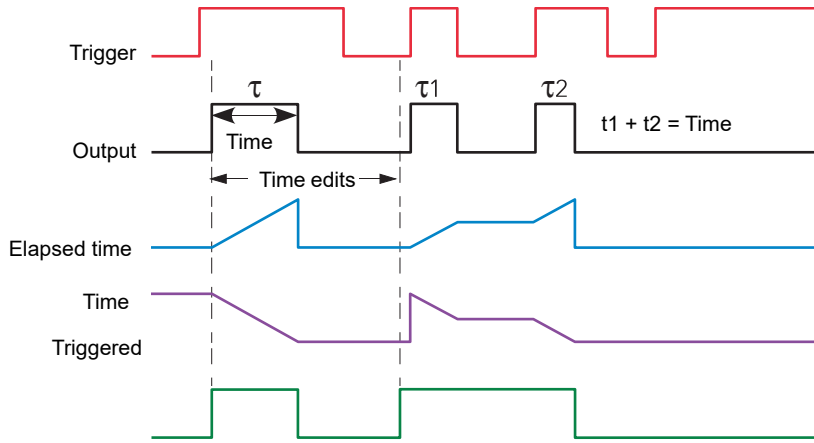 Trigger
τ
τ1
τ2
Time
t1 + t2 = Time
Output
Time edits
Elapsed time
Time
Triggered